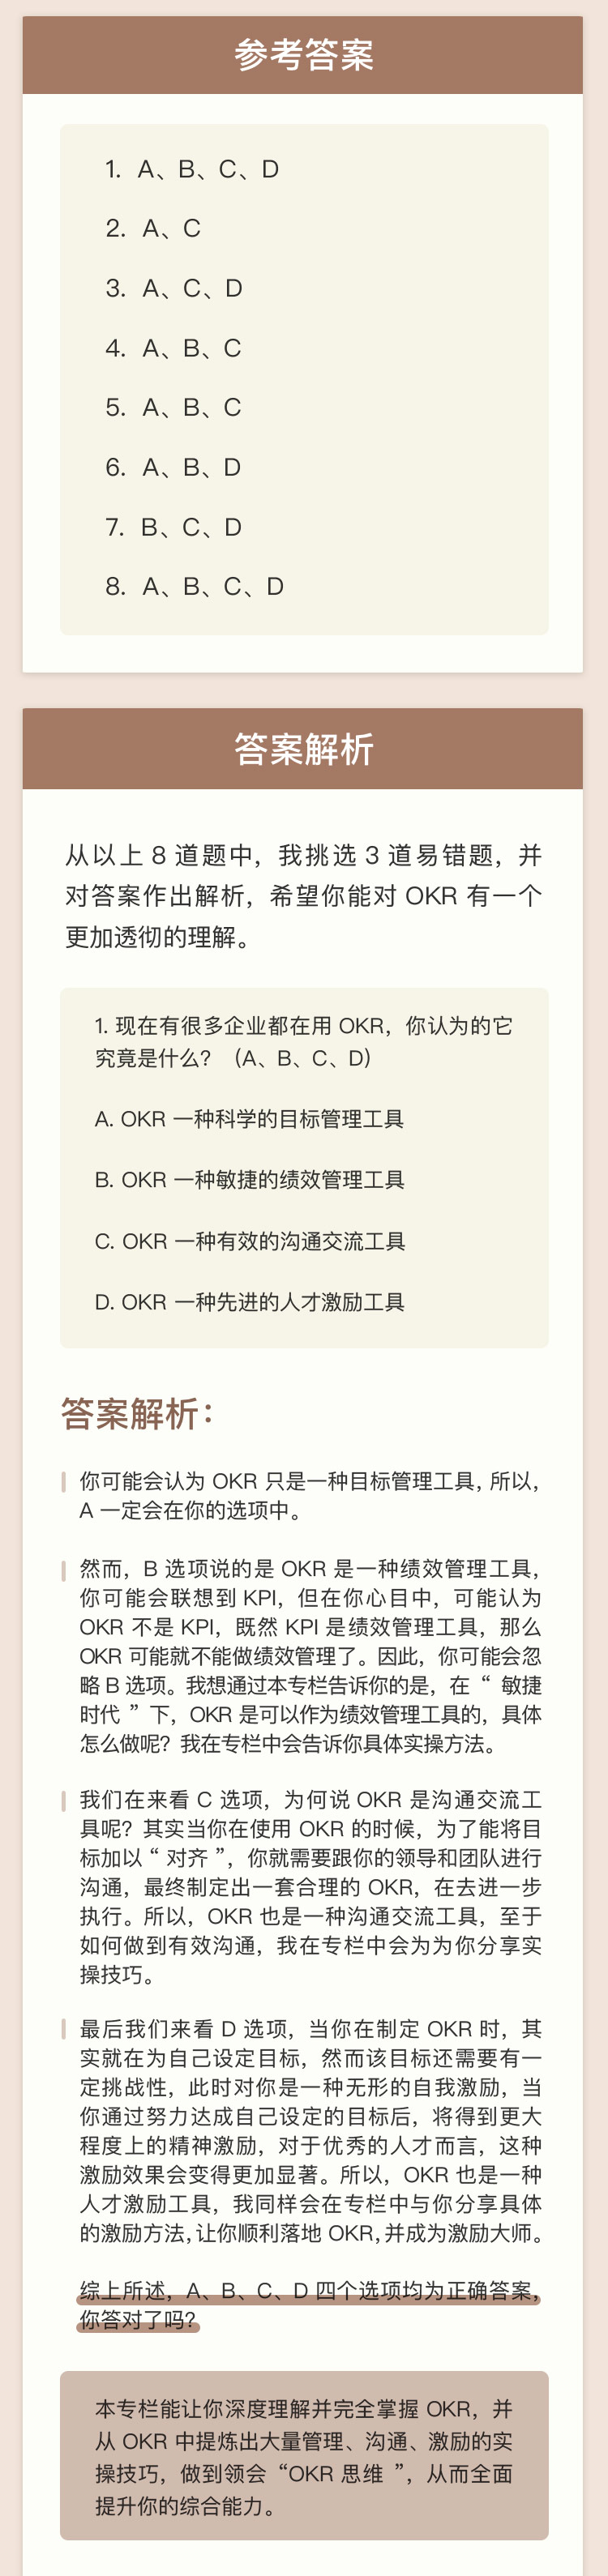 参考答案
1. A、B、C、D
2. A、C
3. A、C、D
4. A、B、C
5. A、B、C
6. A、B、D
7. B、C、D
8. A、B、C、D
答案解析
从以上 8 道题中，我挑选 3 道易错题，并
对答案作出解析，希望你能对 OKR 有一个
更加透彻的理解。
1. 现在有很多企业都在用 OKR，你认为的它
究竟是什么？（A、B、C、D）
A. OKR 一种科学的目标管理工具
B. OKR 一种敏捷的绩效管理工具
C. OKR 一种有效的沟通交流工具
D. OKR 一种先进的人才激励工具
答案解析：
你可能会认为 OKR 只是一种目标管理工具，所以，
A 一定会在你的选项中。
然而，B 选项说的是 OKR 是一种绩效管理工具，
你可能会联想到 KPI，但在你心目中，可能认为
OKR 不是 KPI，既然 KPI 是绩效管理工具，那么
OKR 可能就不能做绩效管理了。因此，你可能会忽
略 B 选项。我想通过本专栏告诉你的是，在 “ 敏捷
时代 ” 下，OKR 是可以作为绩效管理工具的，具体
怎么做呢？我在专栏中会告诉你具体实操方法。
我们在来看 C 选项，为何说 OKR 是沟通交流工
具呢？其实当你在使用 OKR 的时候，为了能将目
标加以 “ 对齐 ”，你就需要跟你的领导和团队进行
沟通，最终制定出一套合理的 OKR，在去进一步
执行。所以，OKR 也是一种沟通交流工具，至于
如何做到有效沟通，我在专栏中会为为你分享实
操技巧。
最后我们来看 D 选项，当你在制定 OKR 时，其
实就在为自己设定目标，然而该目标还需要有一
定挑战性，此时对你是一种无形的自我激励，当
你通过努力达成自己设定的目标后，将得到更大
程度上的精神激励，对于优秀的人才而言，这种
激励效果会变得更加显著。所以，OKR 也是一种
人才激励工具，我同样会在专栏中与你分享具体
的激励方法，让你顺利落地 OKR，并成为激励大师。
综上所述，A、B、C、D 四个选项均为正确答案，
你答对了吗？
本专栏能让你深度理解并完全掌握 OKR，并
从 OKR 中提炼出大量管理、沟通、激励的实
操技巧，做到领会 “OKR 思维 ”，从而全面
提升你的综合能力。